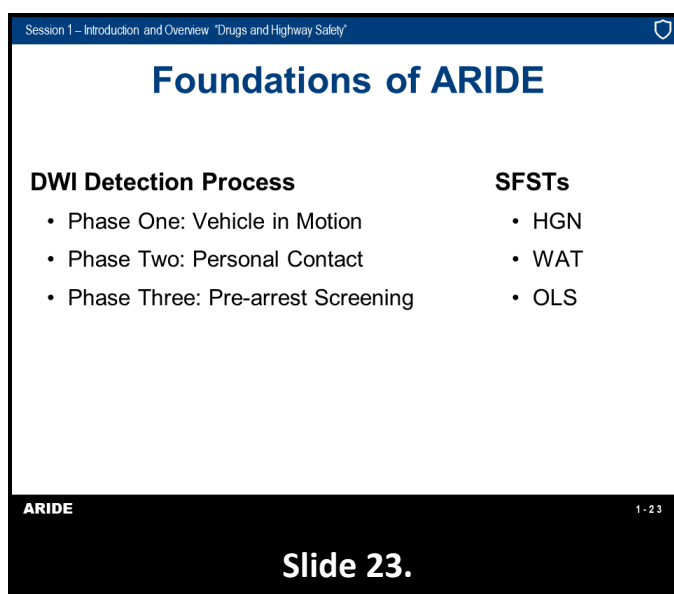 Session 1 – Introduction and Overview "Drugs and Highway Safety"
Foundations of ARIDE
DWI Detection Process
• Phase One: Vehicle in Motion
• Phase Two: Personal Contact
• Phase Three: Pre-arrest Screening
SFSTs
• HGN
• WAT
• OLS
ARIDE
1-23
Slide 23.